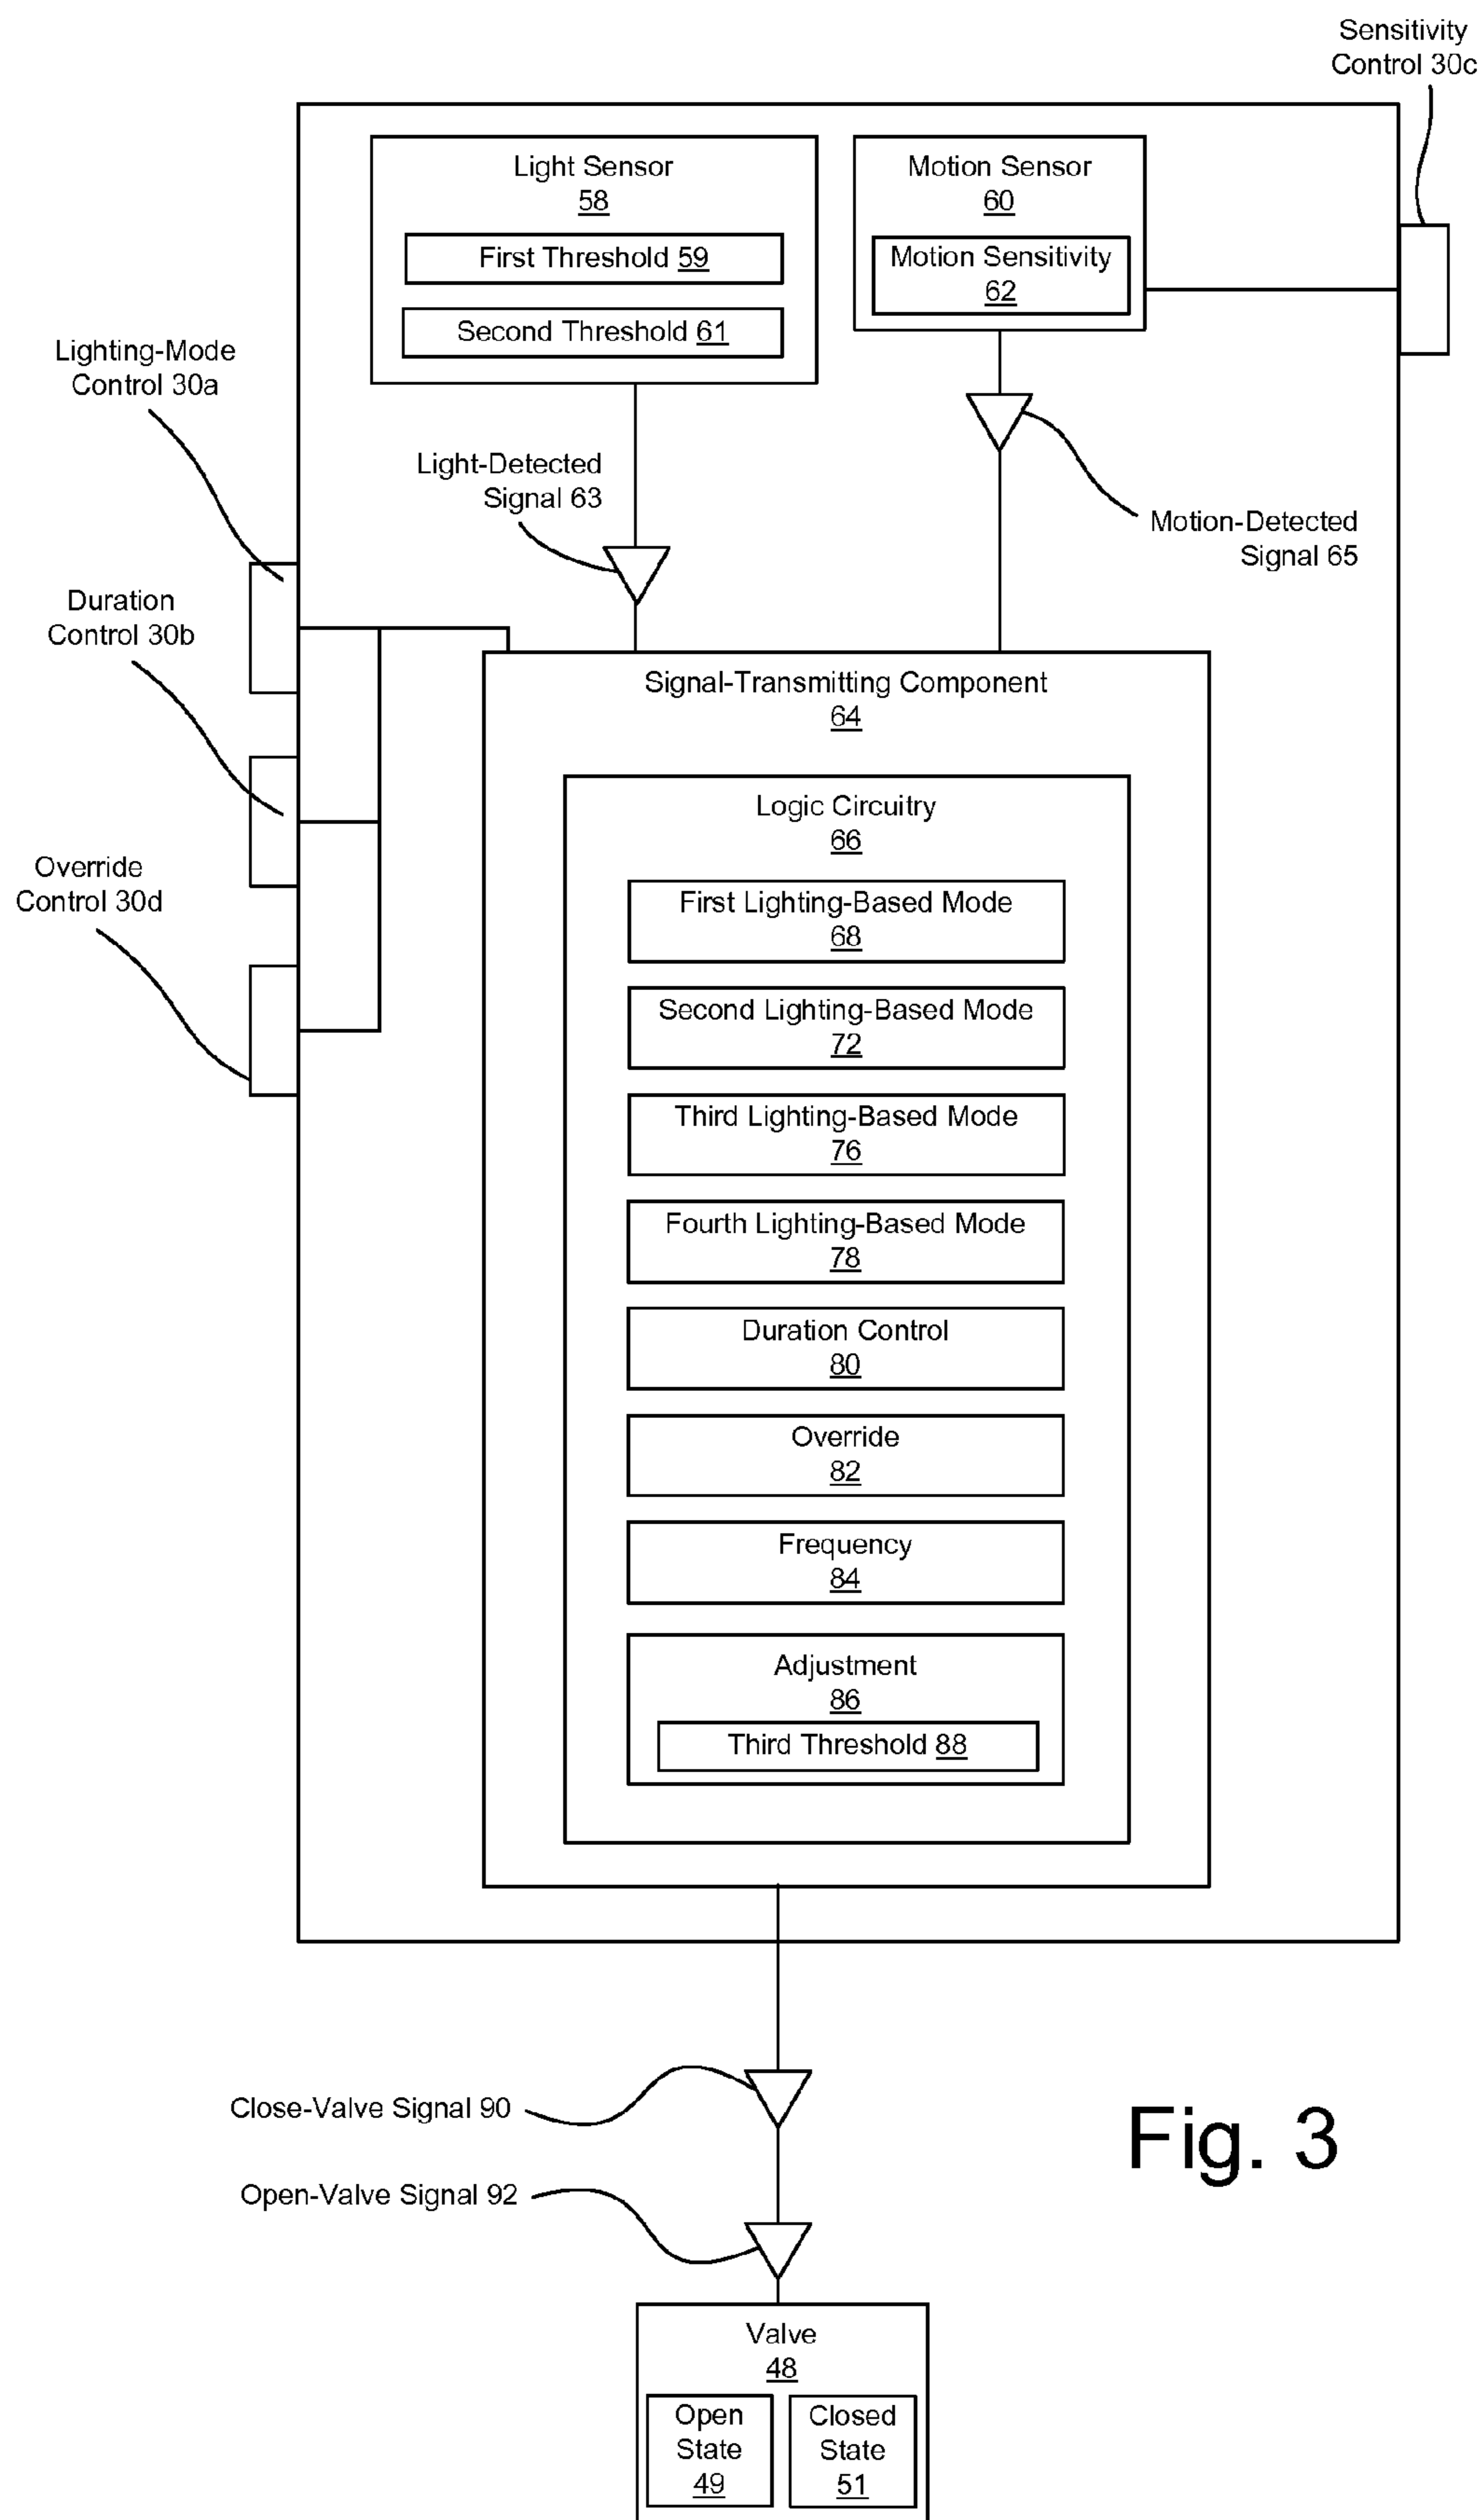 Sensitivity
Control 30c
Light Sensor
58
First Threshold 59
Second Threshold 61
Motion Sensor
60
Motion Sensitivity
62
Lighting-Mode
Control 30a
Light-Detected
Signal 63
Motion-Detected
Signal 65
Duration
Control 30b
Override
Control 30d
Signal-Transmitting Component
64
Logic Circuitry
66
First Lighting-Based Mode
68
Second Lighting-Based Mode
72
Third Lighting-Based Mode
76
Fourth Lighting-Based Mode
78
Duration Control
80
Override
82
Frequency
84
Adjustment
86
Third Threshold 88
Close-Valve Signal 90
Open-Valve Signal 92
Fig. 3
Valve
48
Open
State
49
Closed
State
51